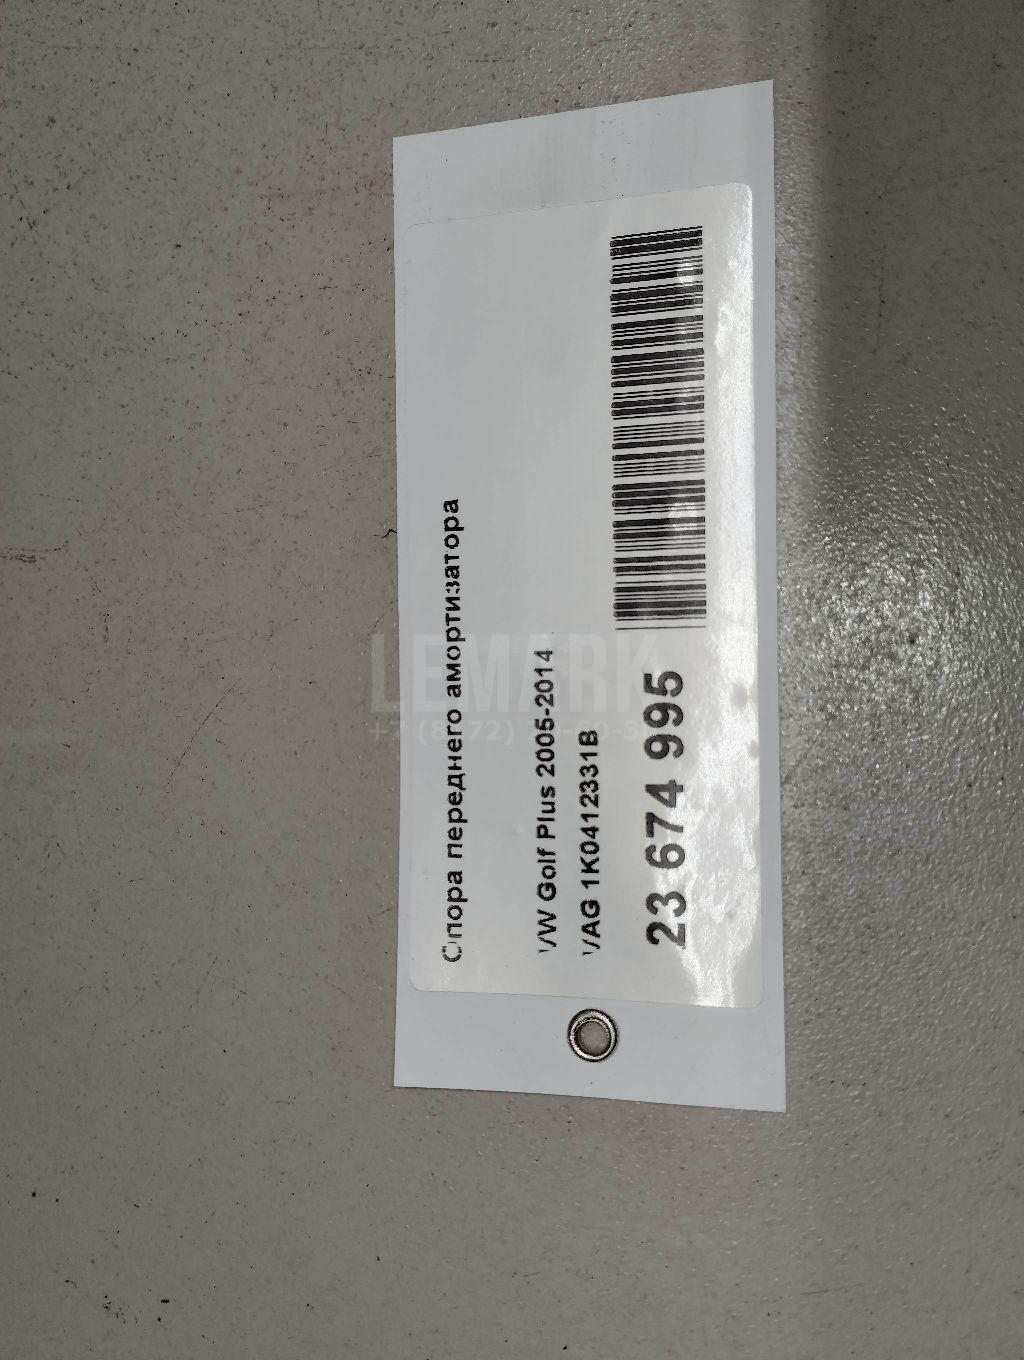 Опора переднего амортизатора
VW Golf Plus 2005-2014
VAG 1K0412331B
23 674 995
LEMARK